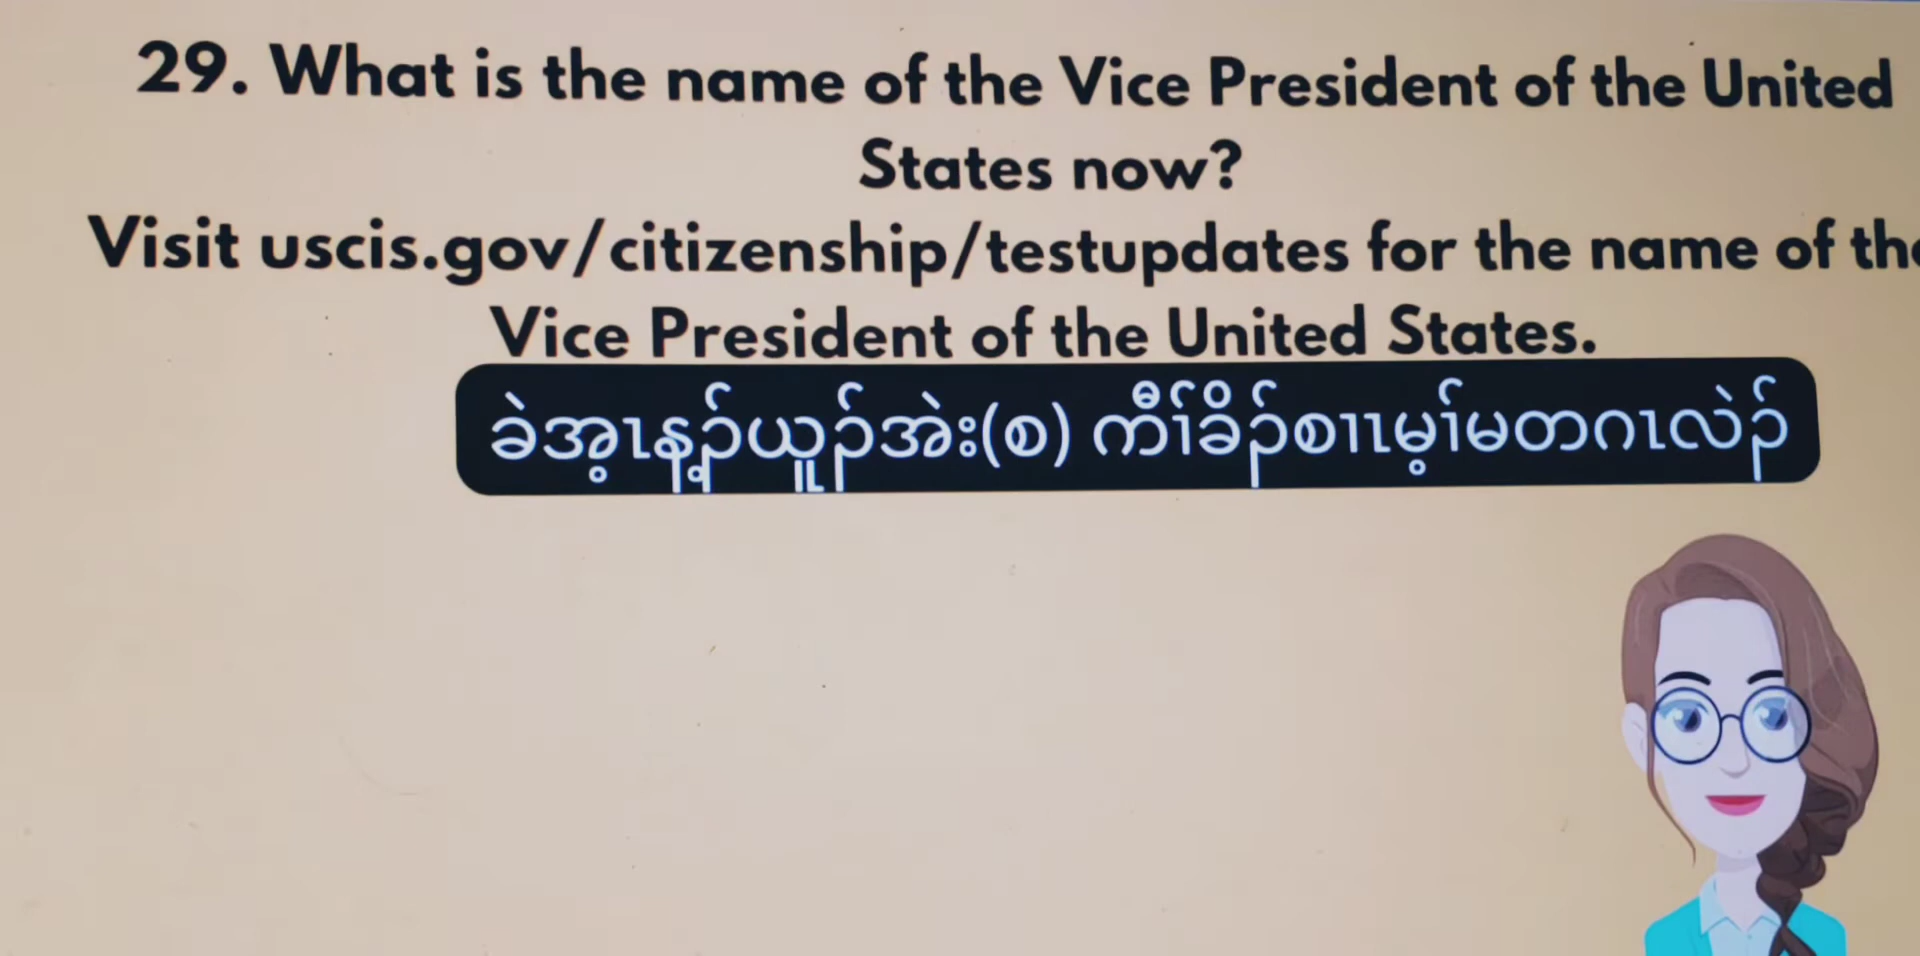 29. What is the name of the Vice President of the United
States now?
Visit uscis.gov/citizenship/testupdates for the name of the
Vice President of the United States.
ခဲအ့ၤန့ၣ်ယူၣ်အဲး(စ) ကီၢ်ခိၣ်စၢၤမ့ၢ်မတဂၤလဲၣ်